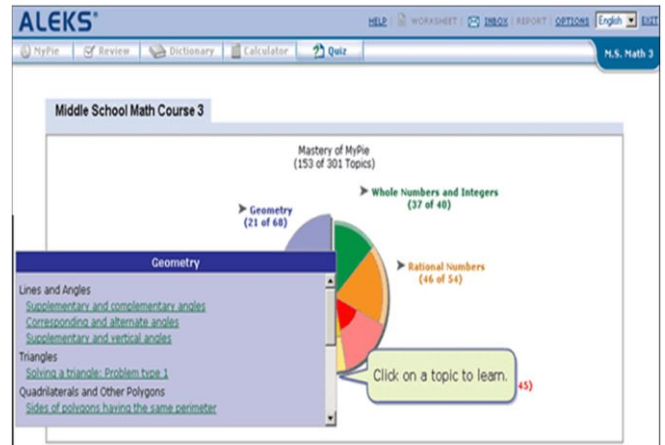 ALEKS®
HELP | WORKSHEET | INBOX | REPORT | OPTIONS English EXIT
MyPie Review Dictionary Calculator Quiz M.S. Math 3
Middle School Math Course 3
Mastery of MyPie
(153 of 301 Topics)
Whole Numbers and Integers
(37 of 40)
Geometry
(21 of 68)
Rational Numbers
(46 of 54)
Geometry
Lines and Angles
Supplementary and complementary angles
Corresponding and alternate angles
Supplementary and vertical angles
Triangles
Solving a triangle: Problem type 1
Quadrilaterals and Other Polygons
Sides of polygons having the same perimeter
Click on a topic to learn.
45)